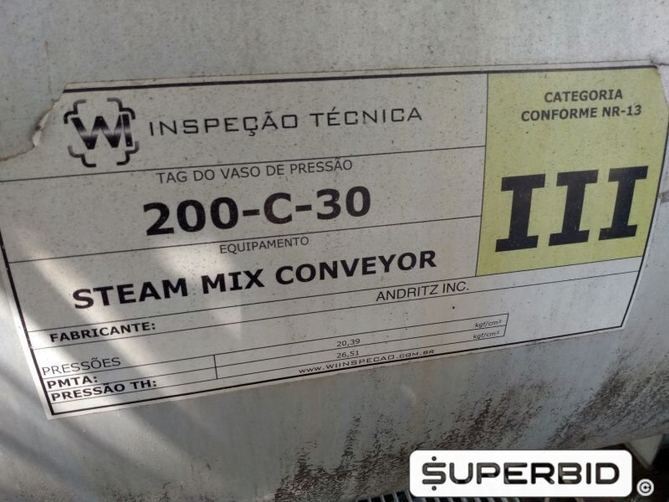 WI INSPEÇÃO TÉCNICA
CATEGORIA
CONFORME NR-13
III
TAG DO VASO DE PRESSÃO
200-C-30
EQUIPAMENTO
STEAM MIX CONVEYOR
FABRICANTE: ANDRITZ INC.
PRESSÕES
PMTA: 20,39 kgf/cm²
PRESSÃO TH: 26,51 kgf/cm²
WWW.WIINSPECAO.COM.BR
SUPERBID ©